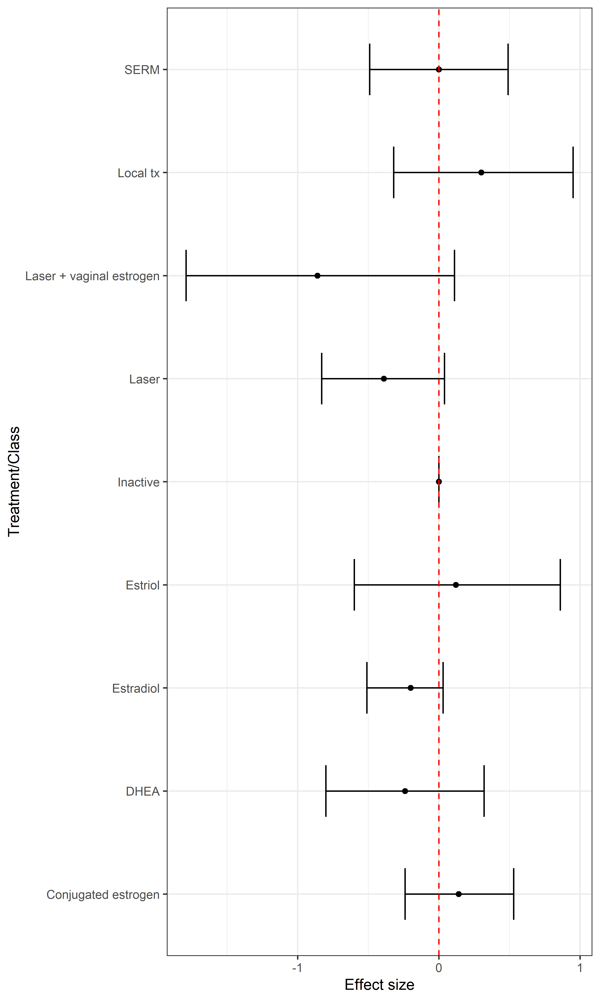 SERM
Local tx
Laser + vaginal estrogen
Laser
Inactive
Estriol
Estradiol
DHEA
Conjugated estrogen
Treatment/Class
-1
0
1
Effect size